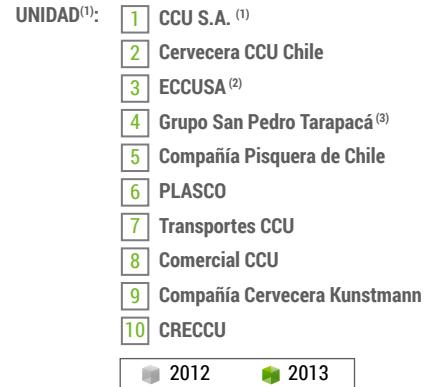 UNIDAD(1): 1 CCU S.A. (1)
2 Cervecera CCU Chile
3 ECCUSA (2)
4 Grupo San Pedro Tarapacá (3)
5 Compañía Pisquera de Chile
6 PLASCO
7 Transportes CCU
8 Comercial CCU
9 Compañía Cervecera Kunstmann
10 CRECCU
2012 2013